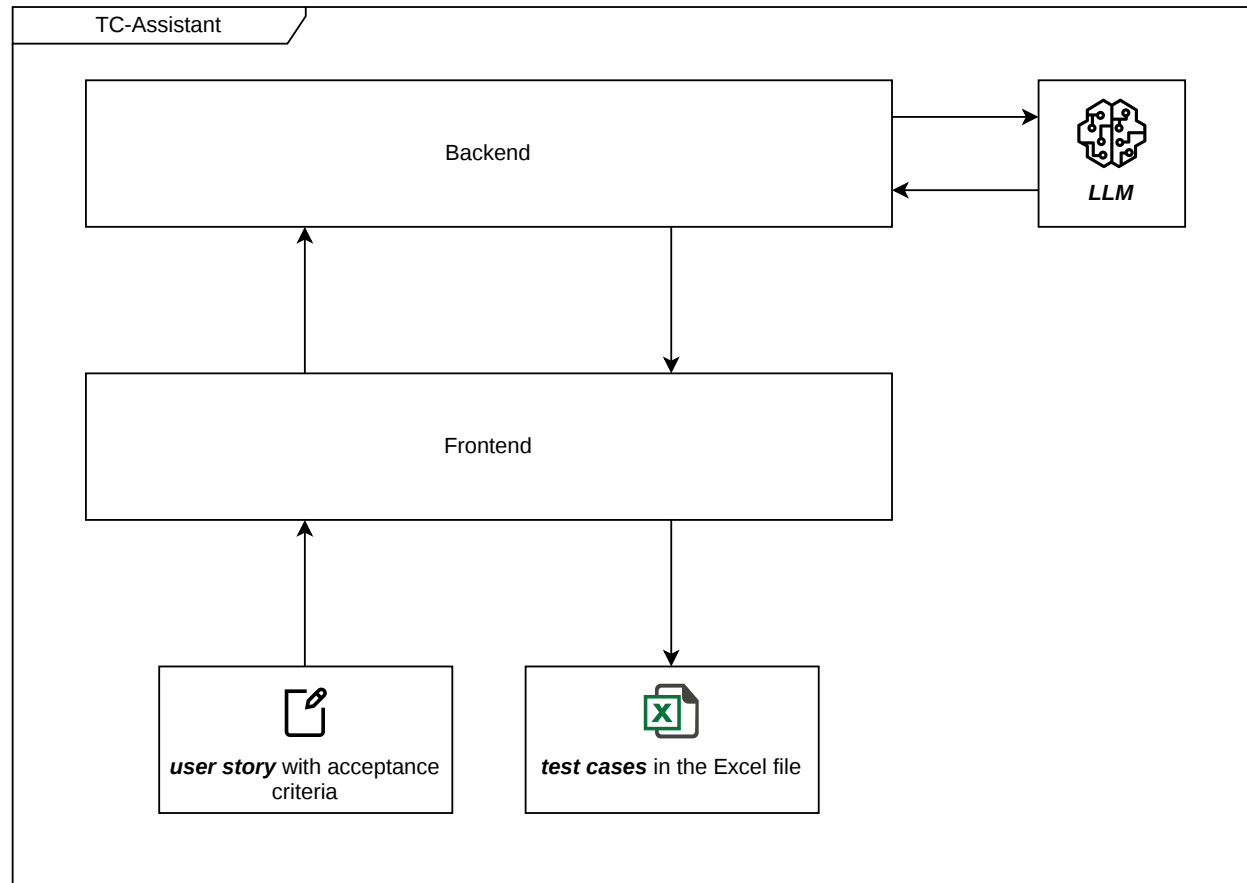 TC-Assistant
Backend
LLM
Frontend
user story with acceptance
criteria
test cases in the Excel file